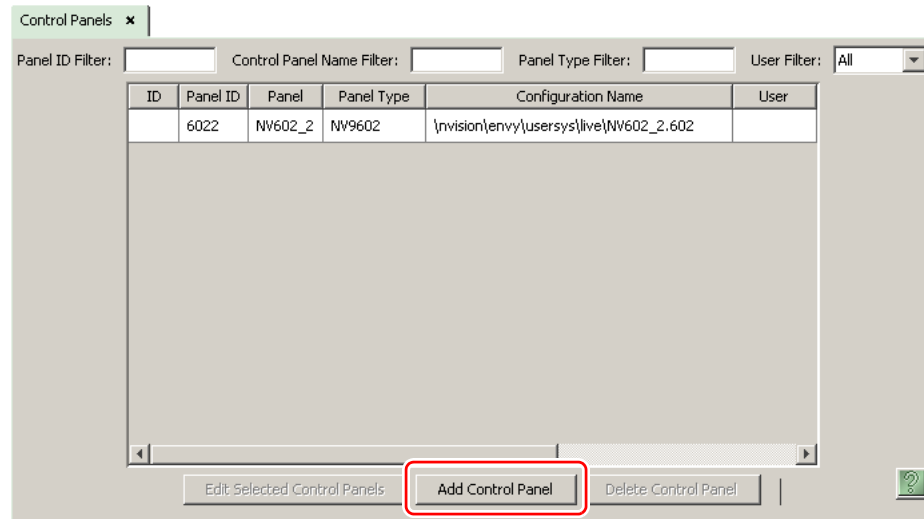 Control Panels ×
Panel ID Filter: Control Panel Name Filter: Panel Type Filter: User Filter: All
ID Panel ID Panel Panel Type Configuration Name User
6022 NV602_2 NV9602 \nvision\envy\usersys\live\NV602_2.602
Edit Selected Control Panels Add Control Panel Delete Control Panel ?